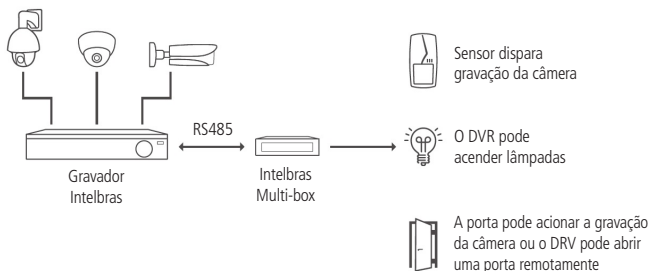 Sensor dispara
gravação da câmera
RS485
O DVR pode
acender lâmpadas
Gravador
Intelbras
Intelbras
Multi-box
A porta pode acionar a gravação
da câmera ou o DRV pode abrir
uma porta remotamente